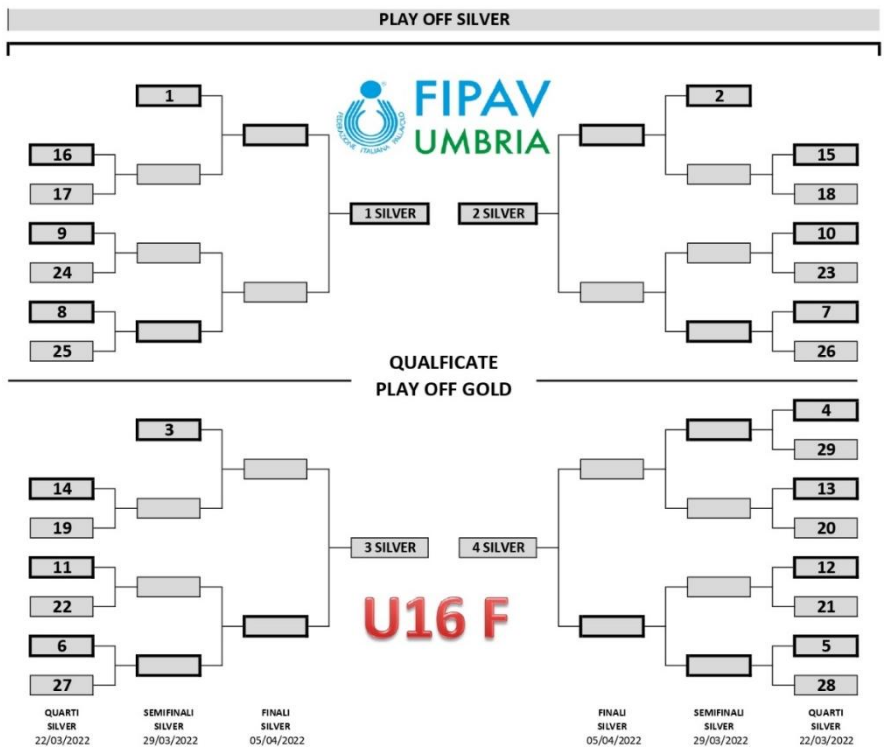 PLAY OFF SILVER
1
2
FIPAV
UMBRIA
FEDERAZIONE ITALIANA PALLAVOLO
16
17
15
18
1 SILVER
2 SILVER
9
24
10
23
8
25
7
26
QUALFICATE
PLAY OFF GOLD
3
4
29
14
19
13
20
3 SILVER
4 SILVER
11
22
12
21
U16 F
6
27
5
28
QUARTI
SILVER
22/03/2022
SEMIFINALI
SILVER
29/03/2022
FINALI
SILVER
05/04/2022
FINALI
SILVER
05/04/2022
SEMIFINALI
SILVER
29/03/2022
QUARTI
SILVER
22/03/2022